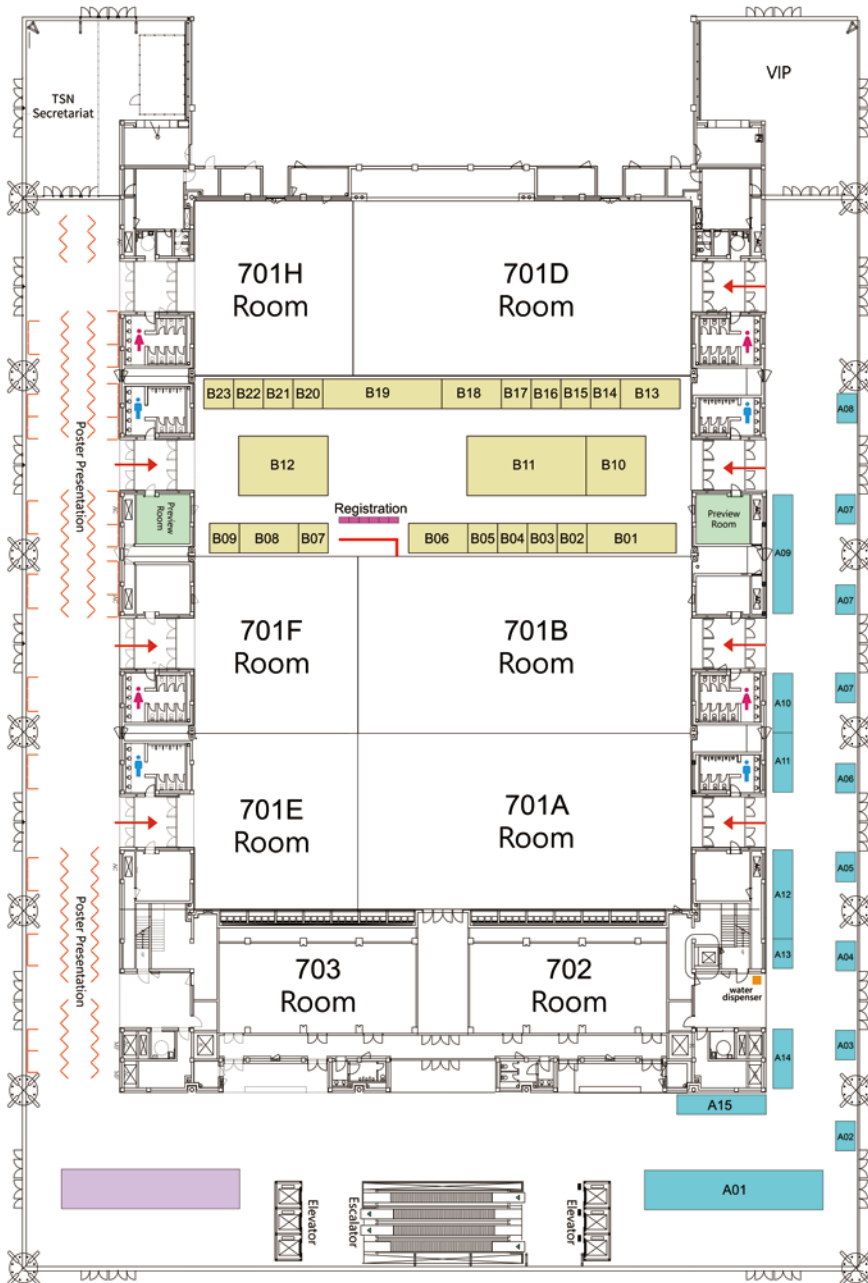 TSN
Secretariat
VIP
701H
Room
701D
Room
B23
B22
B21
B20
B19
B18
B17
B16
B15
B14
B13
A08
Poster Presentation
B12
B11
B10
AC
Preview
Room
Registration
Preview
Room
AC
A07
A09
B09
B08
B07
B06
B05
B04
B03
B02
B01
A07
701F
Room
701B
Room
A10
A07
A11
A06
701E
Room
701A
Room
AC
A12
A05
Poster Presentation
A13
A04
703
Room
702
Room
water
dispenser
A14
A03
A15
A02
A01
Elevator
Escalator
Elevator